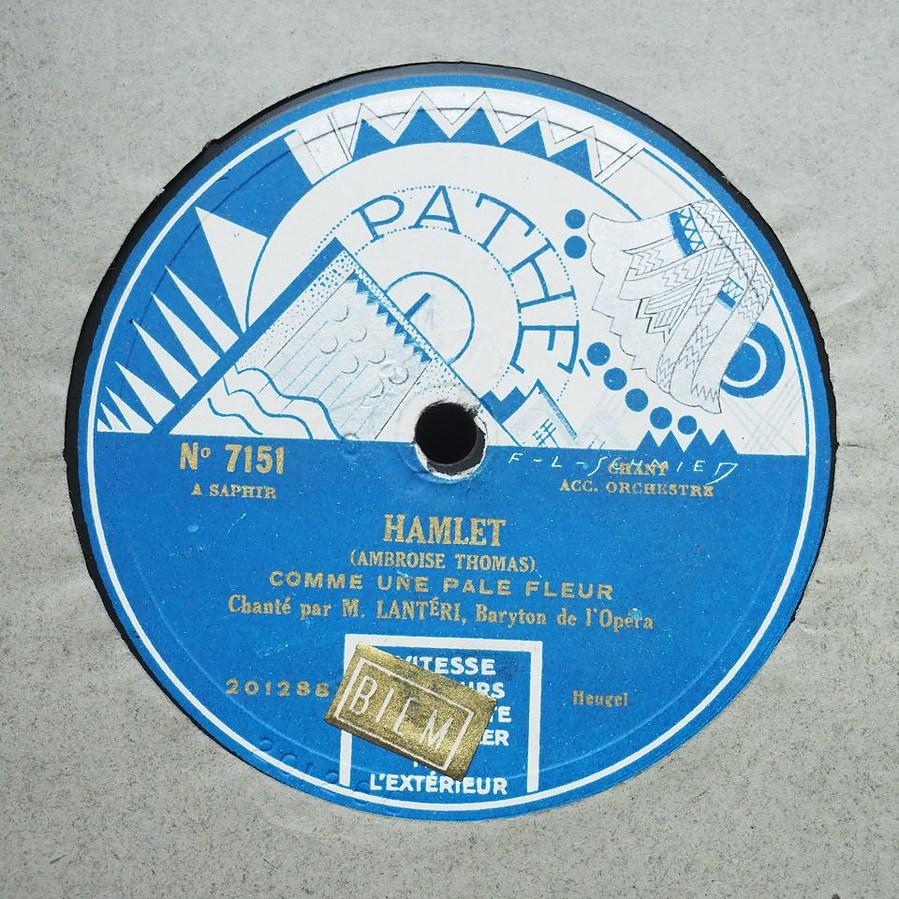 PATHÉ
F-L-SCHMIED
Nº 7151
A SAPHIR
CHANT
ACC. ORCHESTRE
HAMLET
(AMBROISE THOMAS)
COMME UNE PALE FLEUR
Chanté par M. LANTÉRI, Baryton de l'Opéra
VITESSE
201288
BIEM
Heugel
L'EXTÉRIEUR